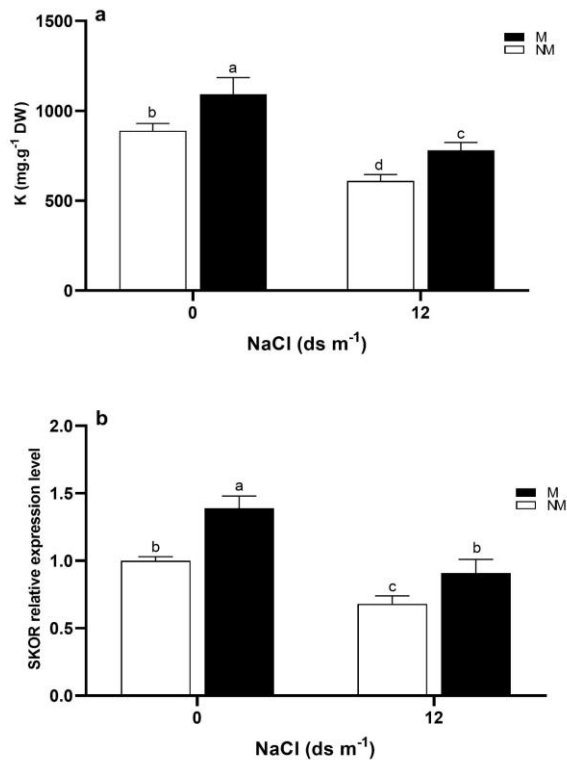 a
1500
1000
500
0
K (mg.g⁻¹ DW)
b
a
d
c
M
NM
0
12
NaCl (ds m⁻¹)
b
2.0
1.5
1.0
0.5
0.0
SKOR relative expression level
b
a
c
b
M
NM
0
12
NaCl (ds m⁻¹)